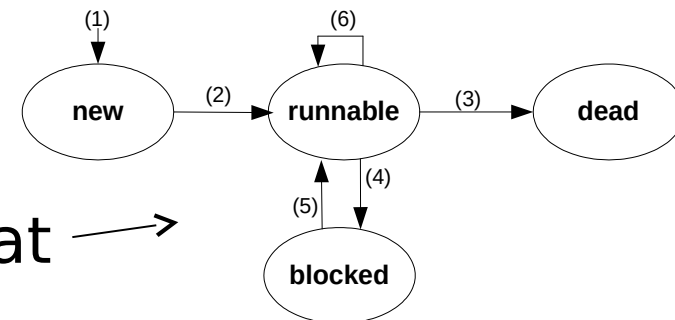 (1)
(6)
new
(2)
runnable
(3)
dead
(4)
(5)
at
blocked